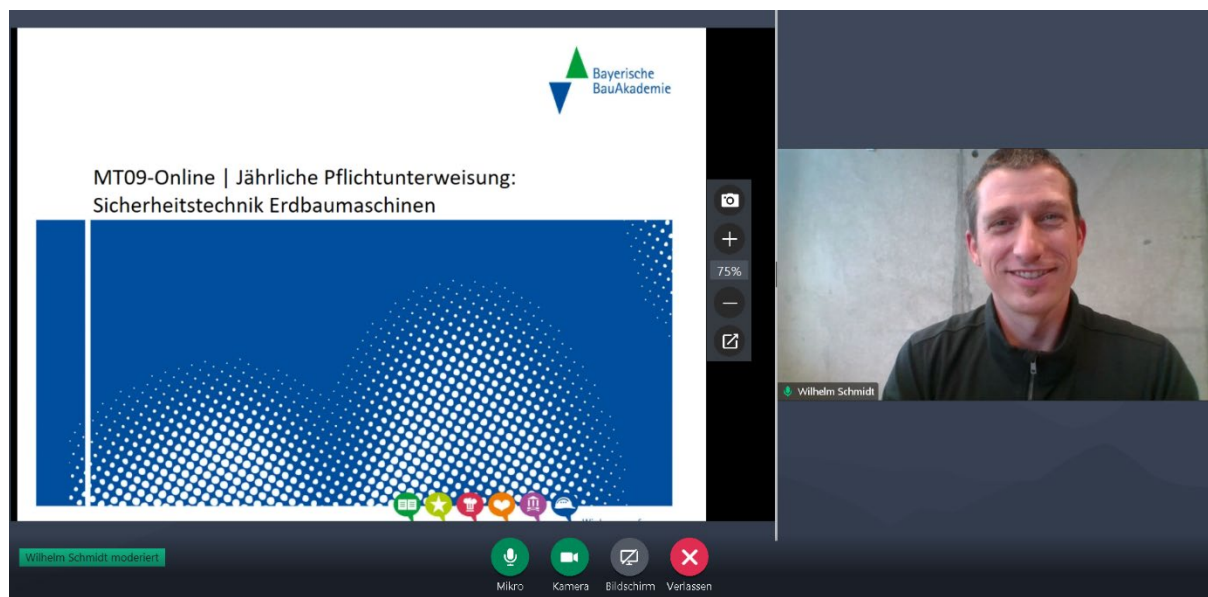 Bayerische
BauAkademie
MT09-Online | Jährliche Pflichtunterweisung:
Sicherheitstechnik Erdbaumaschinen
75%
Wilhelm Schmidt
Wilhelm Schmidt moderiert
Mikro
Kamera
Bildschirm
Verlassen